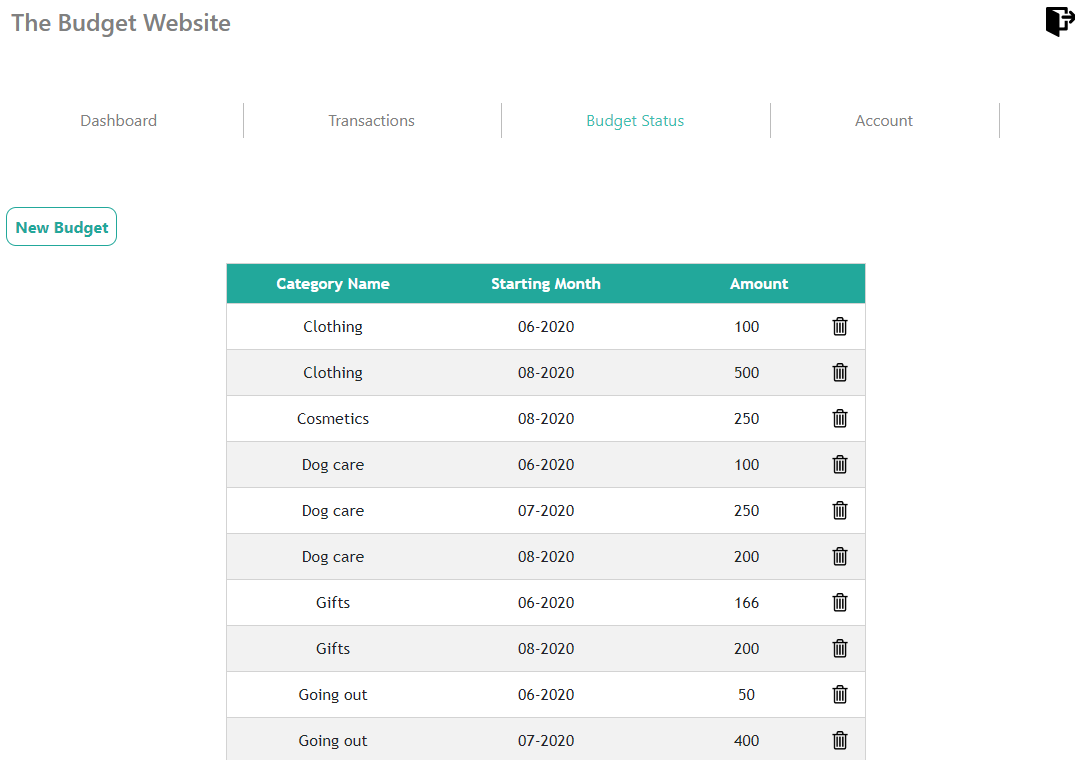 The Budget Website
Dashboard Transactions Budget Status Account
New Budget
Category Name Starting Month Amount
Clothing 06-2020 100
Clothing 08-2020 500
Cosmetics 08-2020 250
Dog care 06-2020 100
Dog care 07-2020 250
Dog care 08-2020 200
Gifts 06-2020 166
Gifts 08-2020 200
Going out 06-2020 50
Going out 07-2020 400